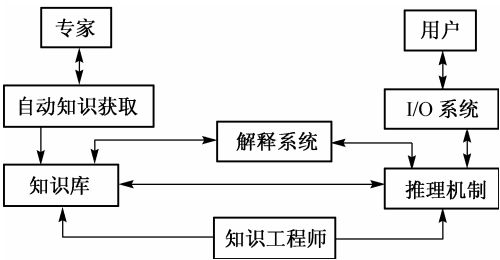 专家
用户
自动知识获取
I/O 系统
解释系统
知识库
推理机制
知识工程师